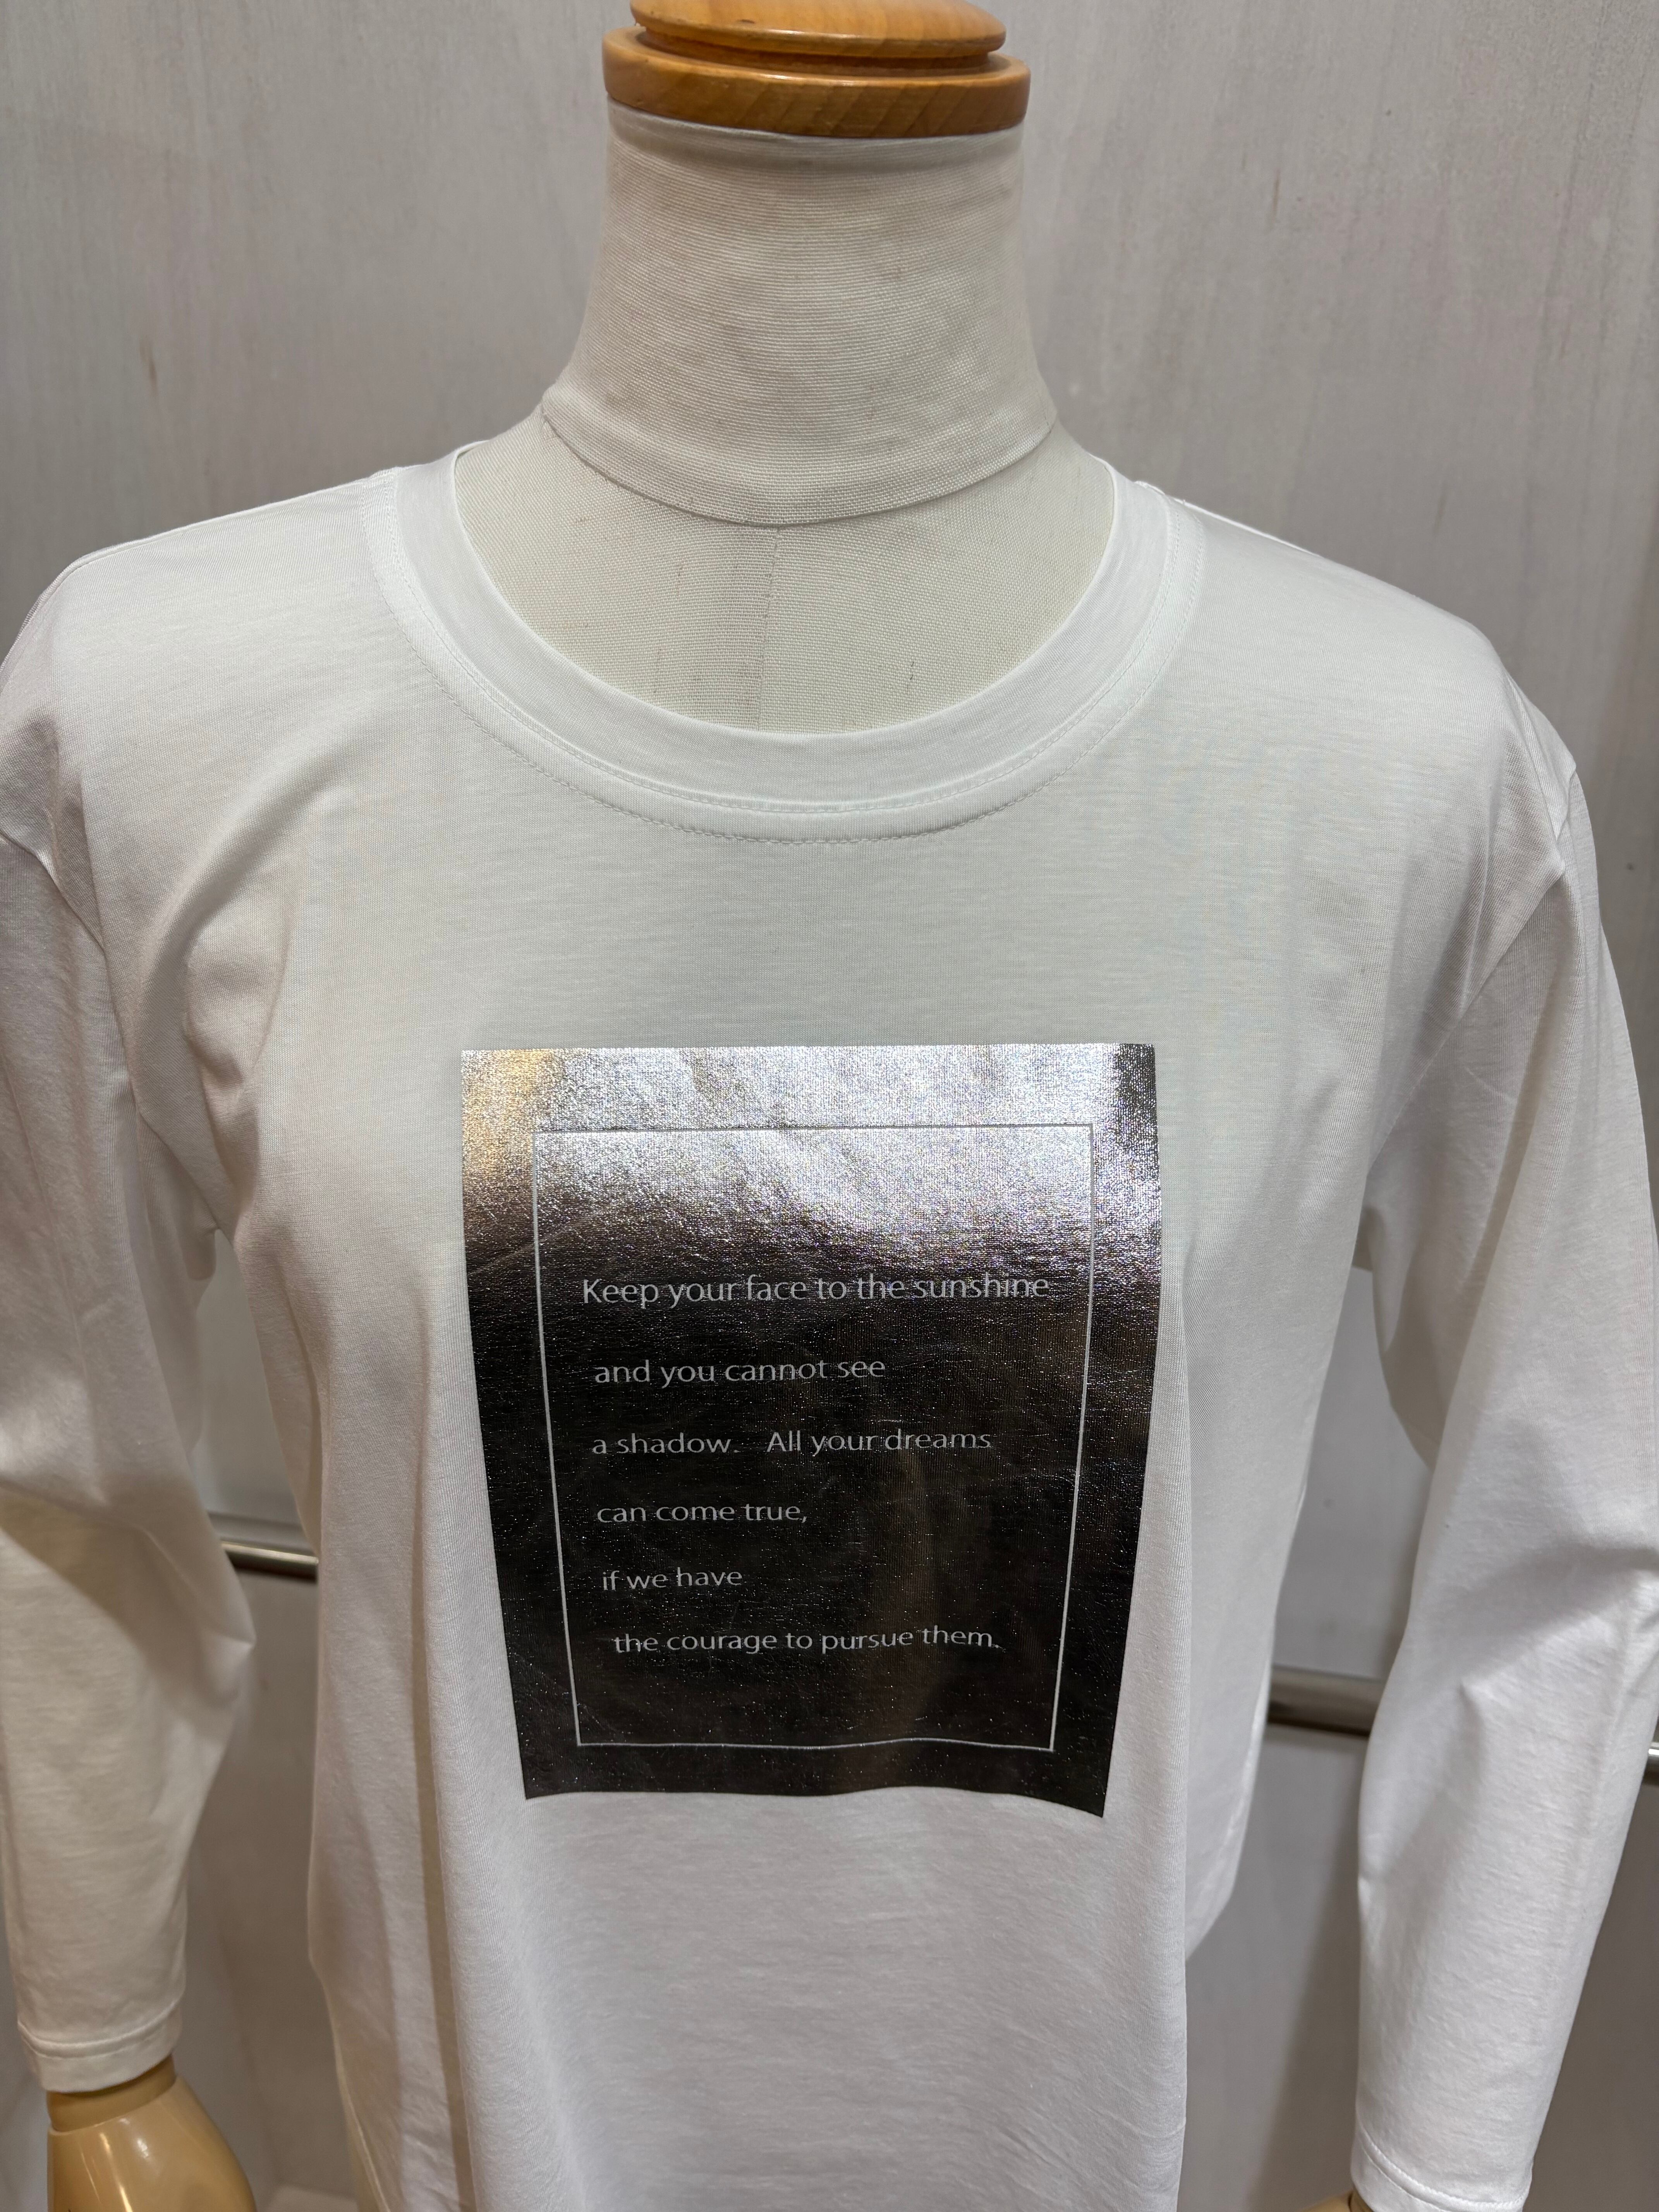 Keep your face to the sunshine
and you cannot see
a shadow. All your dreams
can come true,
if we have
the courage to pursue them.